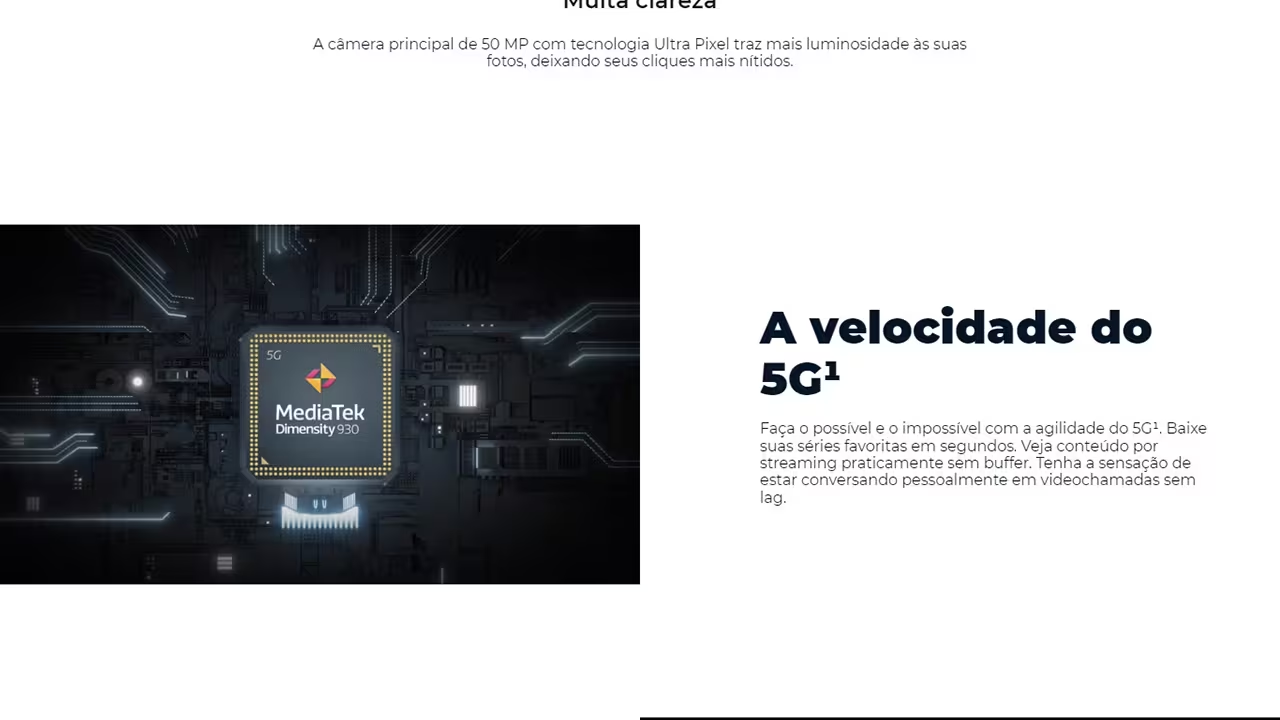 Muita clareza
A câmera principal de 50 MP com tecnologia Ultra Pixel traz mais luminosidade às suas
fotos, deixando seus cliques mais nítidos.
5G
MediaTek
Dimensity 930
A velocidade do
5G¹
Faça o possível e o impossível com a agilidade do 5G¹. Baixe
suas séries favoritas em segundos. Veja conteúdo por
streaming praticamente sem buffer. Tenha a sensação de
estar conversando pessoalmente em videochamadas sem
lag.